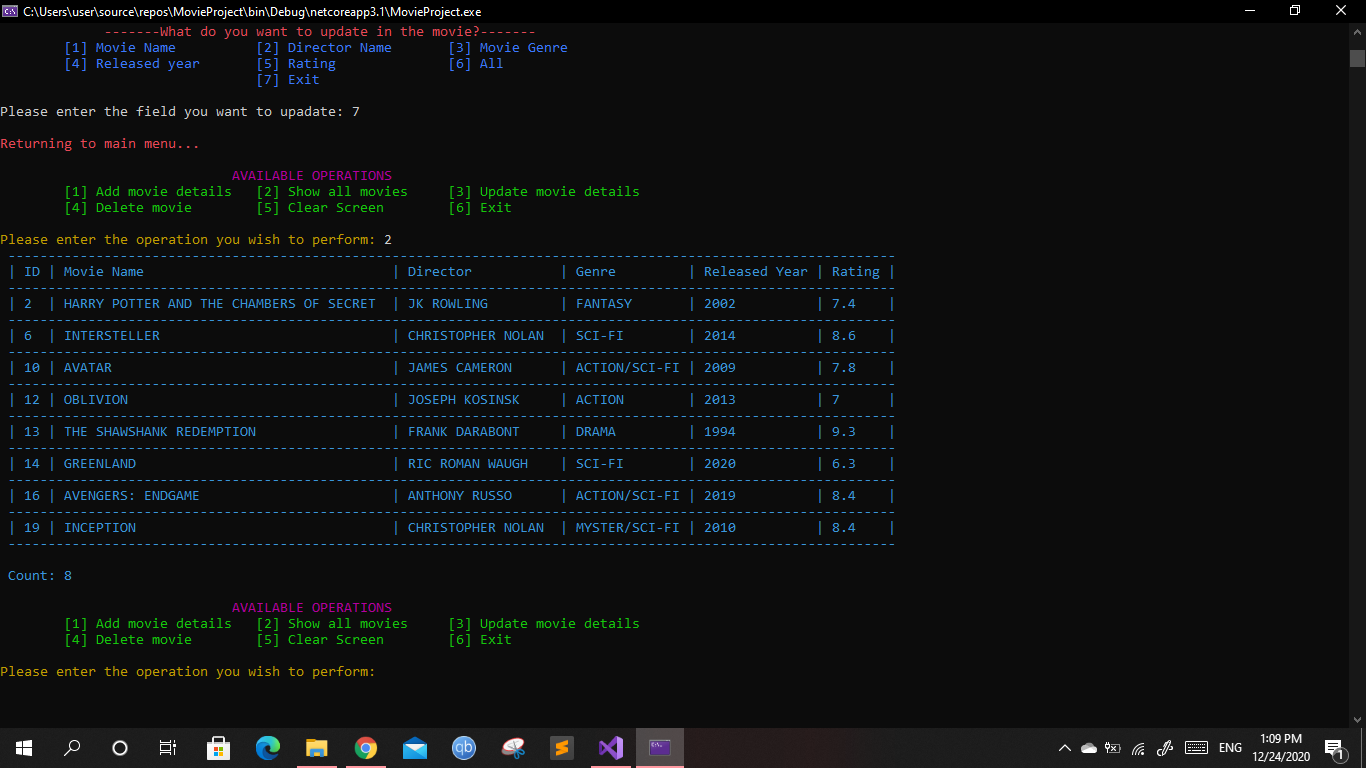 C:\Users\user\source\repos\MovieProject\bin\Debug\netcoreapp3.1\MovieProject.exe
-------What do you want to update in the movie?-------
[1] Movie Name [2] Director Name [3] Movie Genre
[4] Released year [5] Rating [6] All
[7] Exit
Please enter the field you want to upadate: 7
Returning to main menu...
AVAILABLE OPERATIONS
[1] Add movie details [2] Show all movies [3] Update movie details
[4] Delete movie [5] Clear Screen [6] Exit
Please enter the operation you wish to perform: 2
| ID | Movie Name | Director | Genre | Released Year | Rating |
| 2 | HARRY POTTER AND THE CHAMBERS OF SECRET | JK ROWLING | FANTASY | 2002 | 7.4 |
| 6 | INTERSTELLER | CHRISTOPHER NOLAN | SCI-FI | 2014 | 8.6 |
| 10 | AVATAR | JAMES CAMERON | ACTION/SCI-FI | 2009 | 7.8 |
| 12 | OBLIVION | JOSEPH KOSINSK | ACTION | 2013 | 7 |
| 13 | THE SHAWSHANK REDEMPTION | FRANK DARABONT | DRAMA | 1994 | 9.3 |
| 14 | GREENLAND | RIC ROMAN WAUGH | SCI-FI | 2020 | 6.3 |
| 16 | AVENGERS: ENDGAME | ANTHONY RUSSO | ACTION/SCI-FI | 2019 | 8.4 |
| 19 | INCEPTION | CHRISTOPHER NOLAN | MYSTER/SCI-FI | 2010 | 8.4 |
Count: 8
AVAILABLE OPERATIONS
[1] Add movie details [2] Show all movies [3] Update movie details
[4] Delete movie [5] Clear Screen [6] Exit
Please enter the operation you wish to perform:
qb
ENG
1:09 PM
12/24/2020
1